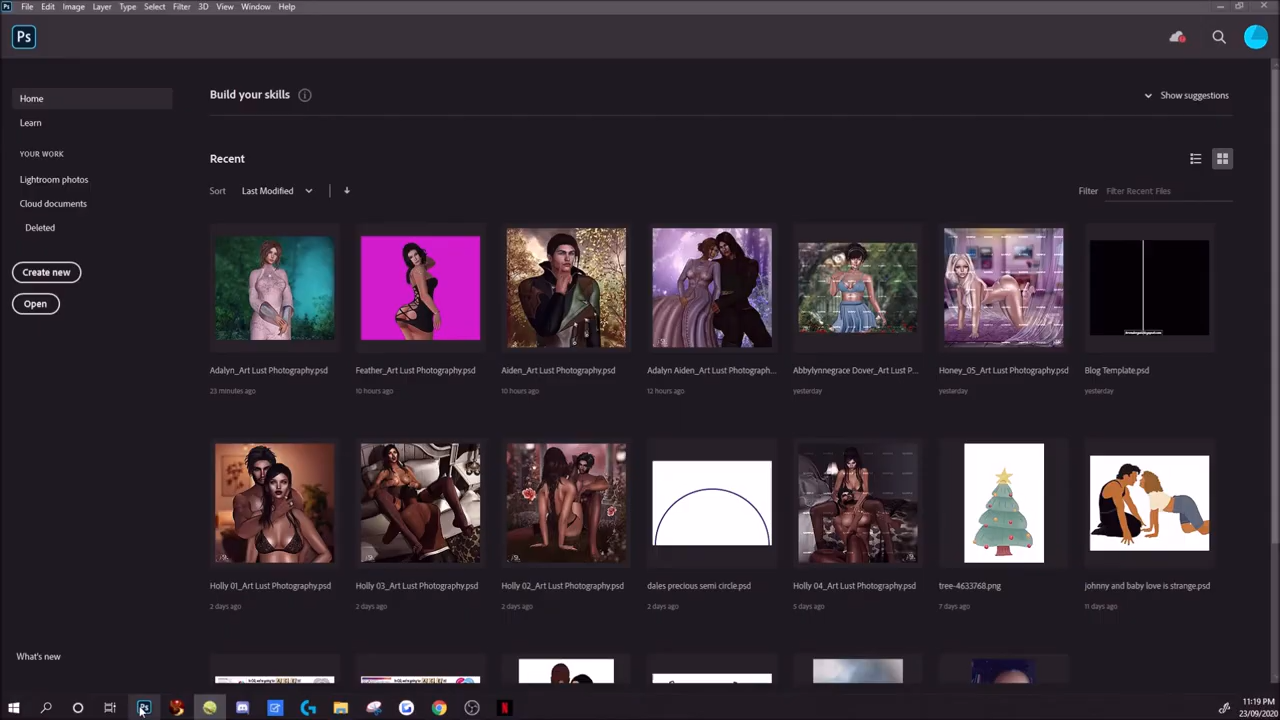 Ps File Edit Image Layer Type Select Filter 3D View Window Help
Ps
Home
Learn
YOUR WORK
Lightroom photos
Cloud documents
Deleted
Create new
Open
What's new
Build your skills
Show suggestions
Recent
Sort Last Modified
Filter Filter Recent Files
Adalyn_Art Lust Photography.psd Feather_Art Lust Photography.psd Aiden_Art Lust Photography.psd Adalyn Aiden_Art Lust Photograph... Abbylynnegrace Dover_Art Lust P... Honey_05_Art Lust Photography.psd Blog Template.psd
23 minutes ago 10 hours ago 10 hours ago 12 hours ago yesterday yesterday yesterday
Holly 01_Art Lust Photography.psd Holly 03_Art Lust Photography.psd Holly 02_Art Lust Photography.psd dales precious semi circle.psd Holly 04_Art Lust Photography.psd tree-4633768.png johnny and baby love is strange.psd
2 days ago 2 days ago 2 days ago 2 days ago 5 days ago 7 days ago 11 days ago
Ps
11:19 PM
23/09/2020